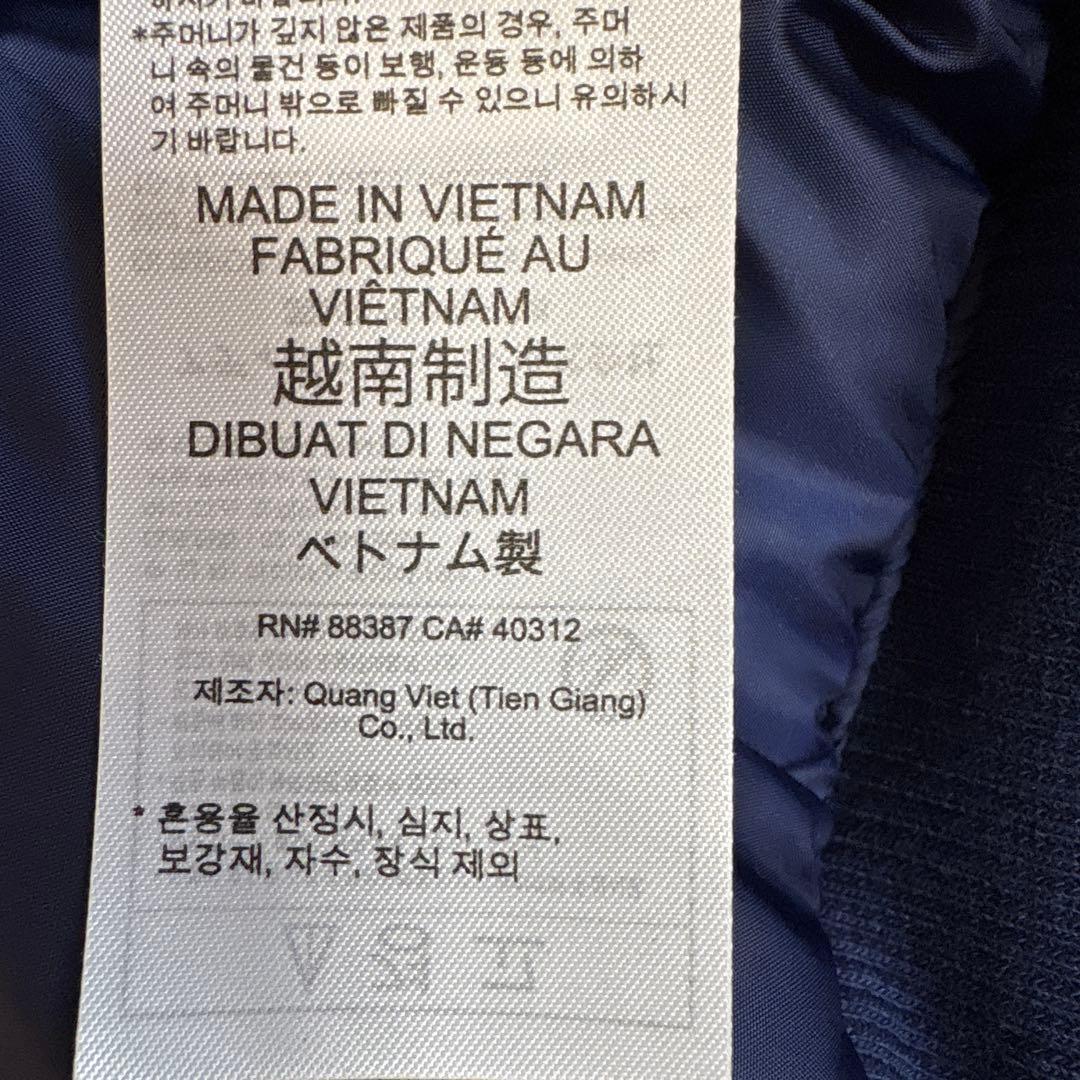 *주머니가 깊지 않은 제품의 경우, 주머
니 속의 물건 등이 보행, 운동 등에 의하
여 주머니 밖으로 빠질 수 있으니 유의하시
기 바랍니다.
MADE IN VIETNAM
FABRIQUÉ AU
VIÊTNAM
越南制造
DIBUAT DI NEGARA
VIETNAM
ベトナム製
RN# 88387 CA# 40312
제조자: Quang Viet (Tien Giang)
Co., Ltd.
* 혼용율 산정시, 심지, 상표,
보강재, 자수, 장식 제외